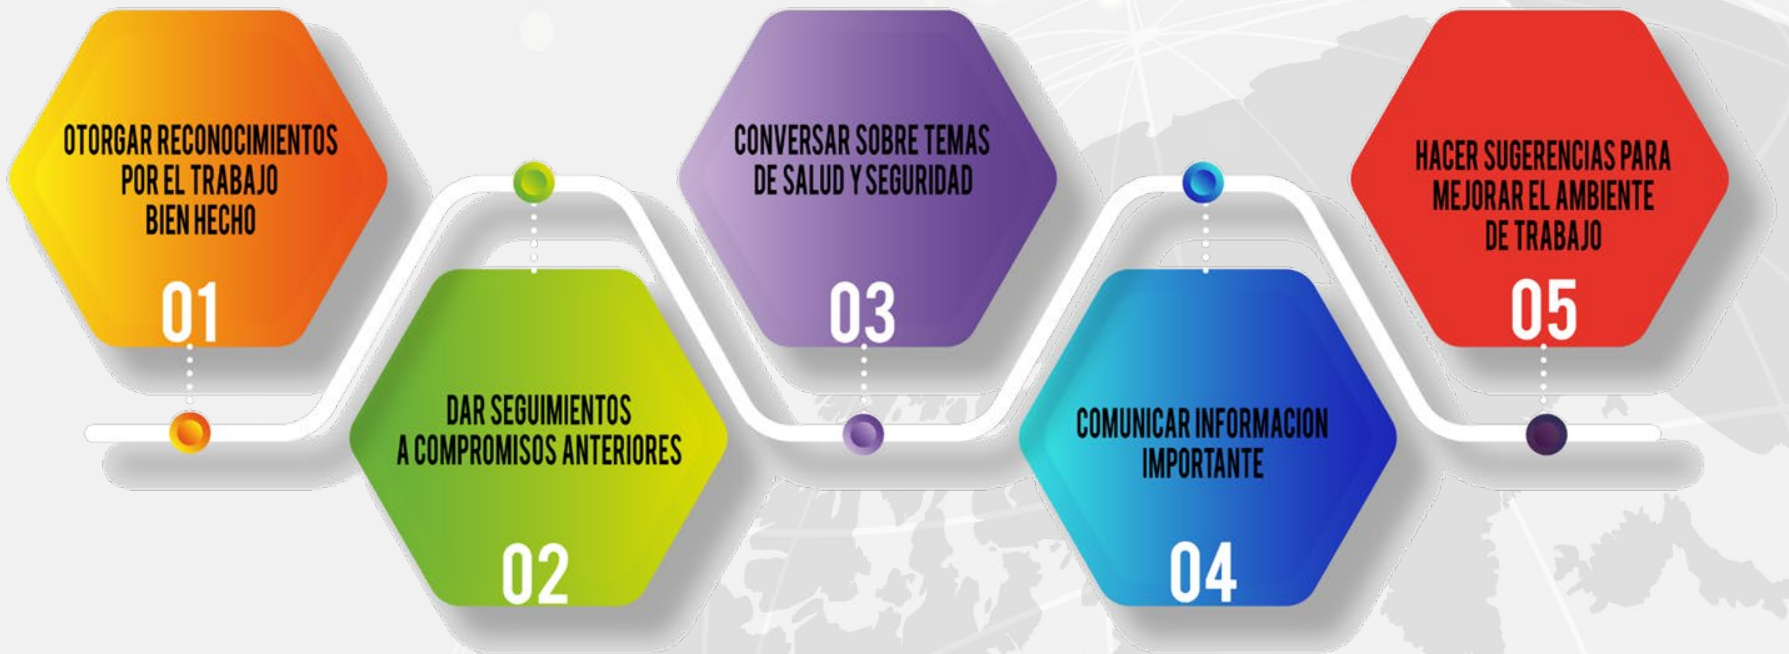 OTORGAR RECONOCIMIENTOS
POR EL TRABAJO
BIEN HECHO
01
DAR SEGUIMIENTOS
A COMPROMISOS ANTERIORES
02
CONVERSAR SOBRE TEMAS
DE SALUD Y SEGURIDAD
03
COMUNICAR INFORMACION
IMPORTANTE
04
HACER SUGERENCIAS PARA
MEJORAR EL AMBIENTE
DE TRABAJO
05